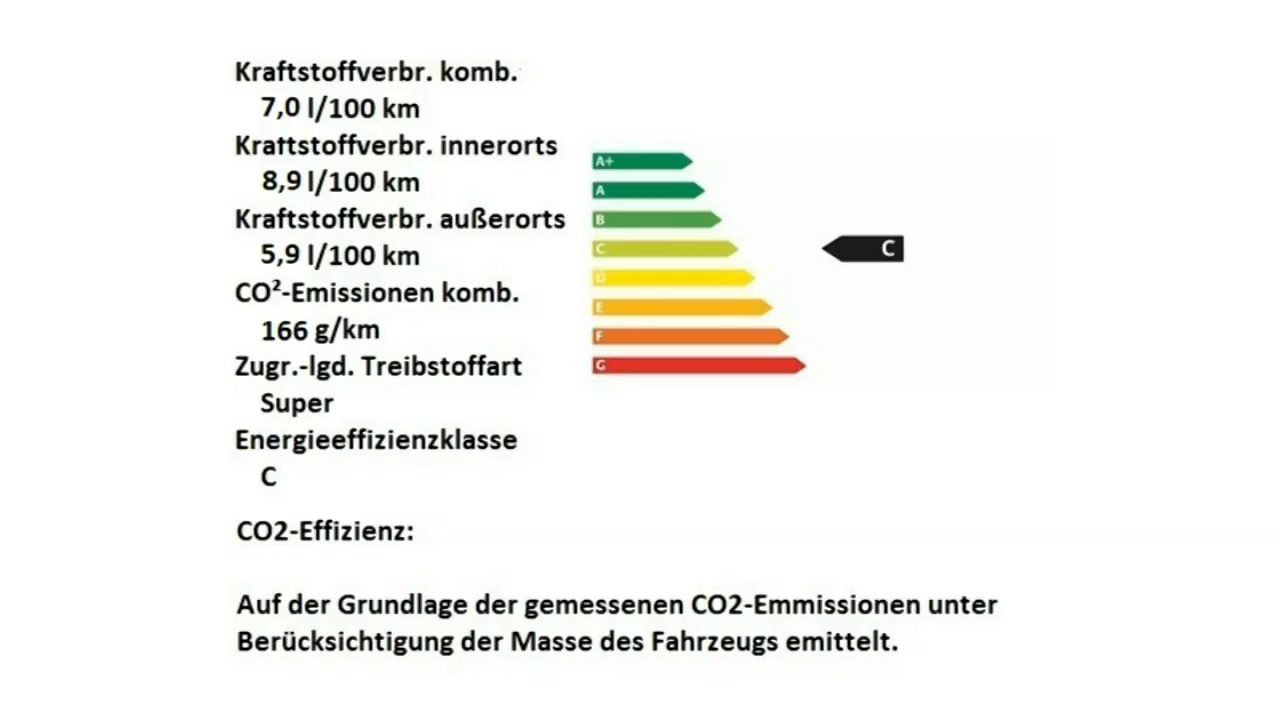 Kraftstoffverbr. komb.
7,0 l/100 km
Krattstoffverbr. innerorts
8,9 l/100 km
Kraftstoffverbr. außerorts
5,9 l/100 km
CO²-Emissionen komb.
166 g/km
Zugr.-lgd. Treibstoffart
Super
Energieeffizienzklasse
C
A+
A
B
C
D
E
F
G
C
CO2-Effizienz:
Auf der Grundlage der gemessenen CO2-Emmissionen unter
Berücksichtigung der Masse des Fahrzeugs emittelt.